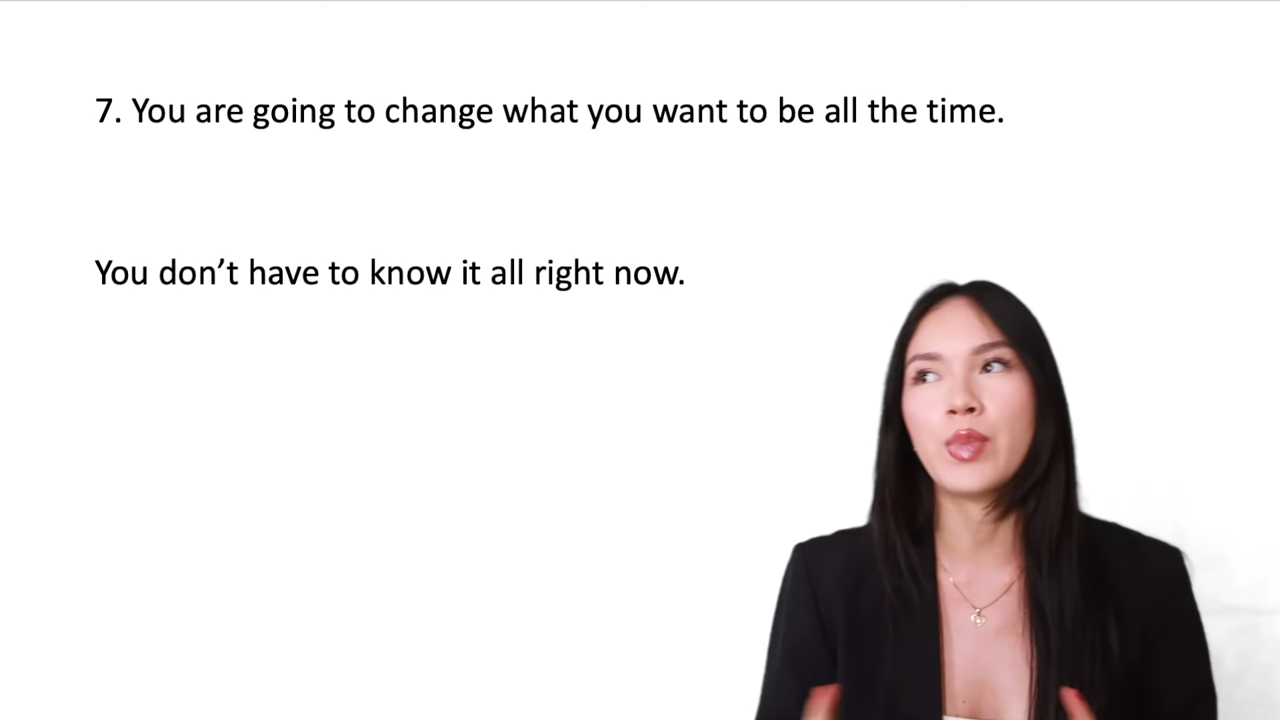 7. You are going to change what you want to be all the time.
You don’t have to know it all right now.